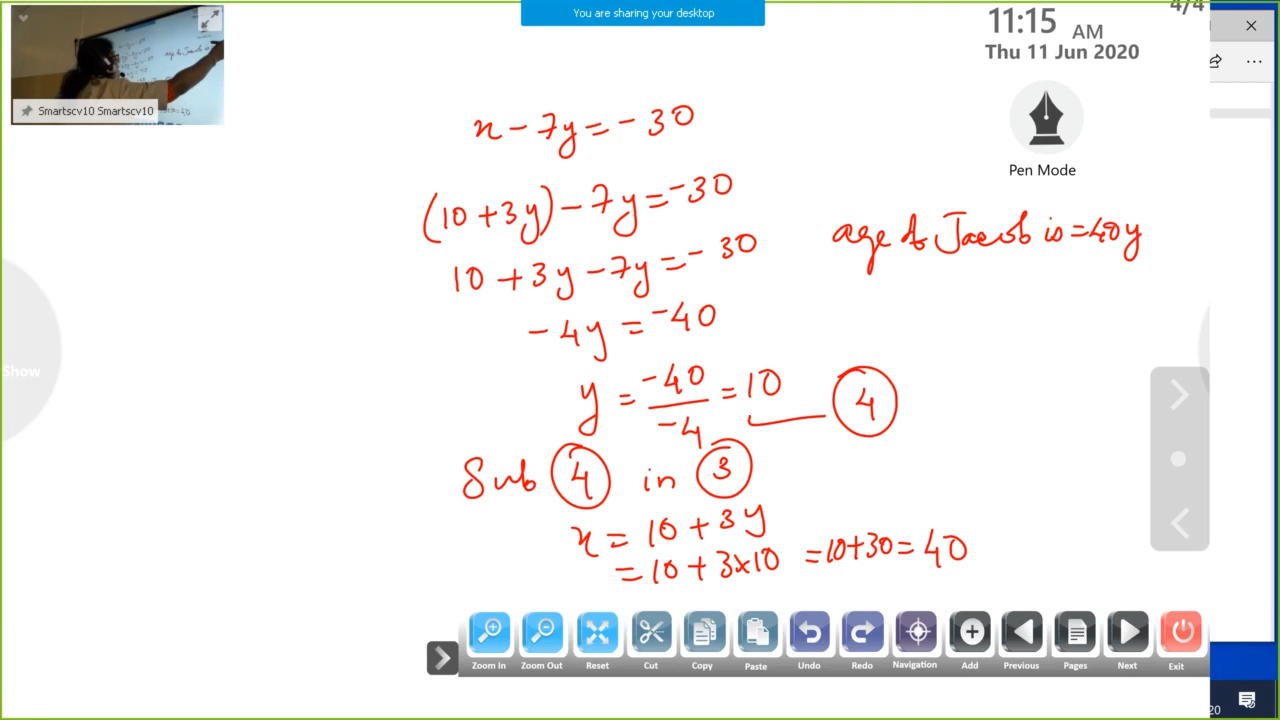 You are sharing your desktop
4/4
11:15 AM
Thu 11 Jun 2020
Smartscv10 Smartscv10
Pen Mode
x - 7y = -30
(10 + 3y) - 7y = -30
10 + 3y - 7y = -30
-4y = -40
y = -40/-4 = 10 4
Sub 4 in 3
x = 10 + 3y
= 10 + 3×10 = 10+30 = 40
age of Jacob is = 40y
Show
Zoom In Zoom Out Reset Cut Copy Paste Undo Redo Navigation Add Previous Pages Next Exit
20